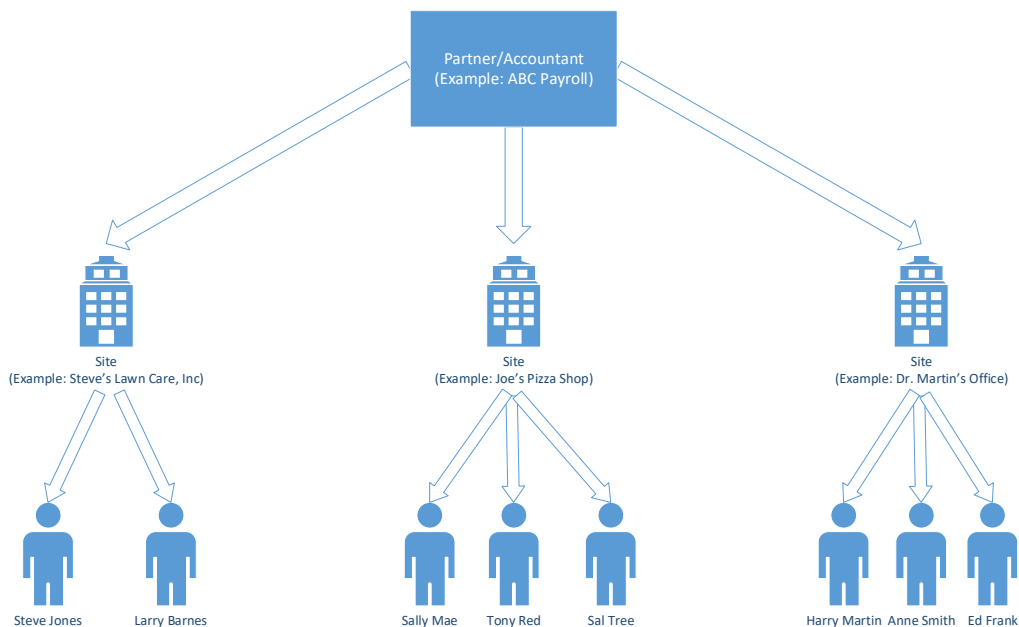 Partner/Accountant
(Example: ABC Payroll)
Site
(Example: Steve's Lawn Care, Inc)
Site
(Example: Joe's Pizza Shop)
Site
(Example: Dr. Martin's Office)
Steve Jones
Larry Barnes
Sally Mae
Tony Red
Sal Tree
Harry Martin
Anne Smith
Ed Frank